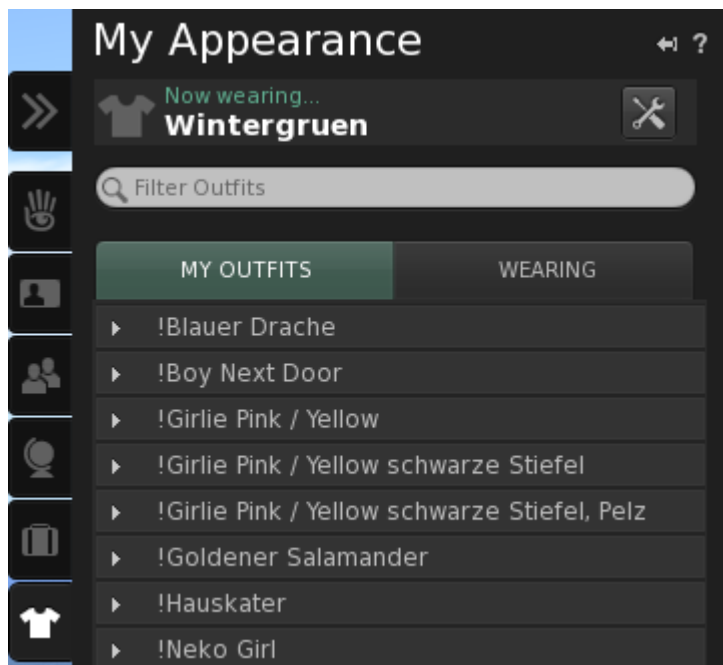 My Appearance
?
Now wearing...
Wintergruen
Filter Outfits
MY OUTFITS
WEARING
!Blauer Drache
!Boy Next Door
!Girlie Pink / Yellow
!Girlie Pink / Yellow schwarze Stiefel
!Girlie Pink / Yellow schwarze Stiefel, Pelz
!Goldener Salamander
!Hauskater
!Neko Girl